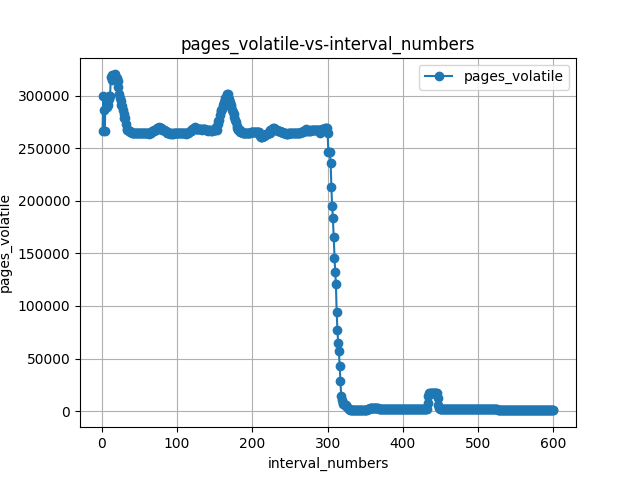 pages_volatile-vs-interval_numbers
pages_volatile
300000
250000
200000
150000
100000
50000
0
pages_volatile
0 100 200 300 400 500 600
interval_numbers